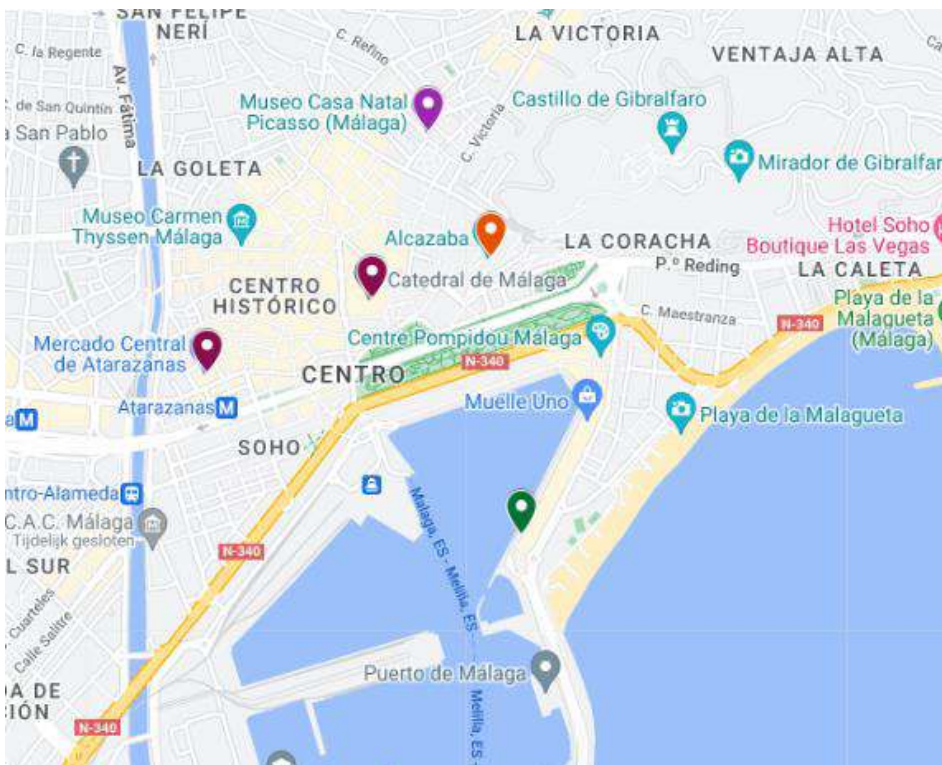 SAN FELIPE
NERÍ
LA VICTORIA
VENTAJA ALTA
C. la Regente
C. Refino
Av. Fátima
Museo Casa Natal
Picasso (Málaga)
Castillo de Gibralfaro
de San Quintín
San Pablo
C. Victoria
Mirador de Gibralfar
LA GOLETA
Museo Carmen
Thyssen Málaga
Alcazaba
LA CORACHA
Hotel Soho
Boutique Las Vegas
P.º Reding
LA CALETA
Catedral de Málaga
CENTRO
HISTÓRICO
Playa de la
Malagueta
(Málaga)
C. Maestranza
N-340
Mercado Central
de Atarazanas
Centre Pompidou Málaga
N-340
CENTRO
Atarazanas M
a M
Muelle Uno
Playa de la Malagueta
SOHO
ntro-Alameda
C.A.C. Málaga
Tijdelijk gesloten
N-340
L SUR
Cuarteles
Calle Salitre
Malaga, ES - Melilla, ES
Melilla, ES
Puerto de Málaga
DA DE
IÓN
N-340